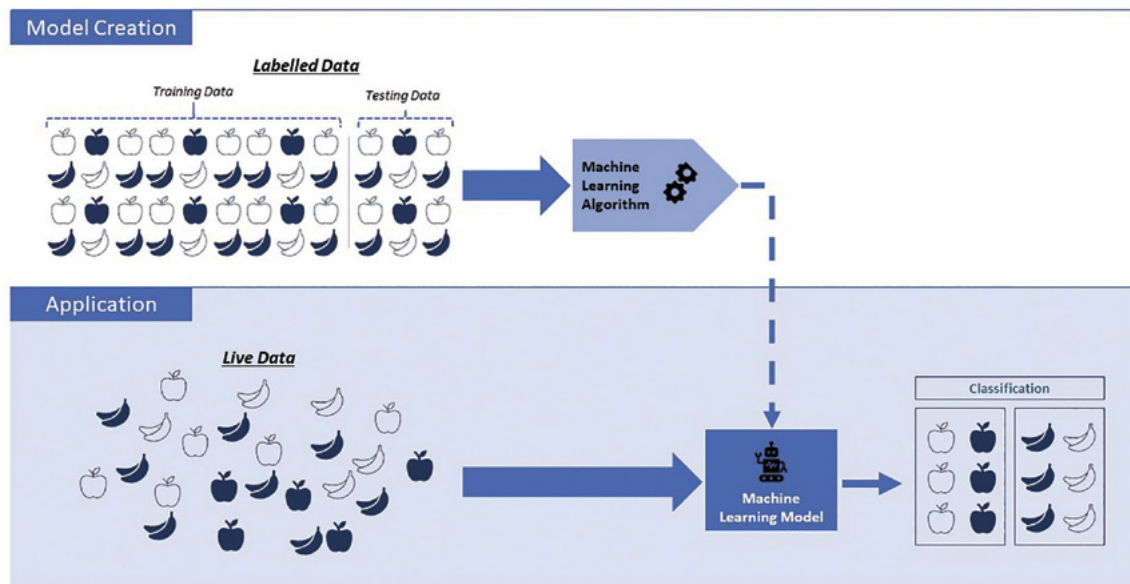 Model Creation
Labelled Data
Training Data
Testing Data
Machine
Learning
Algorithm
Application
Live Data
Classification
Machine
Learning Model